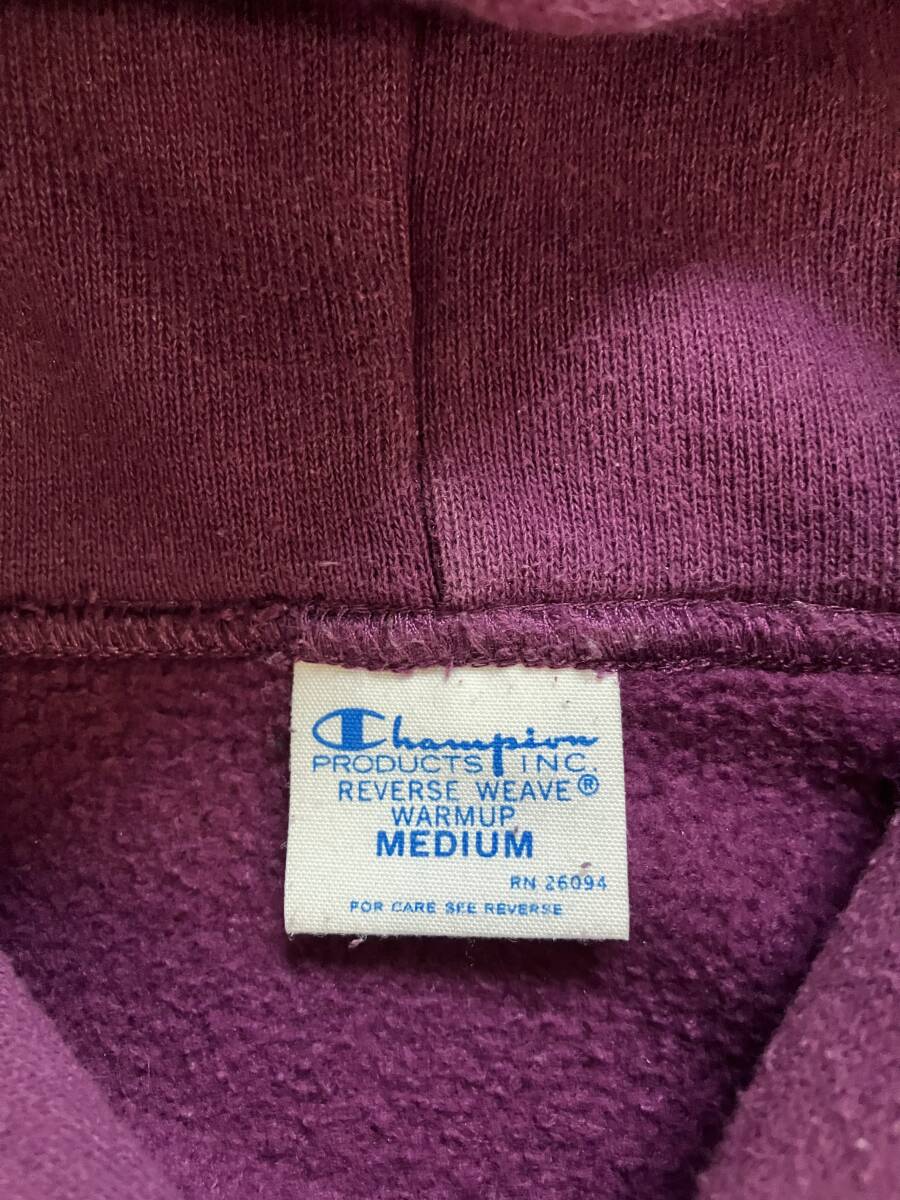 Champion
PRODUCTS INC.
REVERSE WEAVE®
WARMUP
MEDIUM
RN 26094
FOR CARE SEE REVERSE